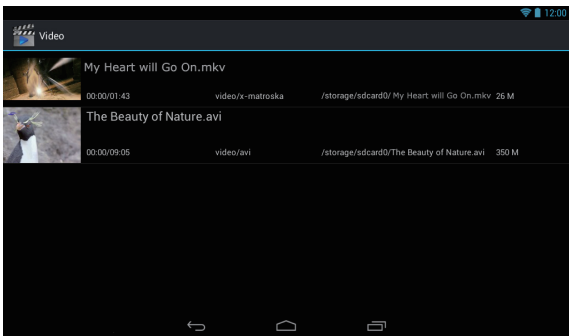 12:00
Video
My Heart will Go On.mkv
00:00/01:43 video/x-matroska /storage/sdcard0/ My Heart will Go On.mkv 26 M
The Beauty of Nature.avi
00:00/09:05 video/avi /storage/sdcard0/The Beauty of Nature.avi 350 M